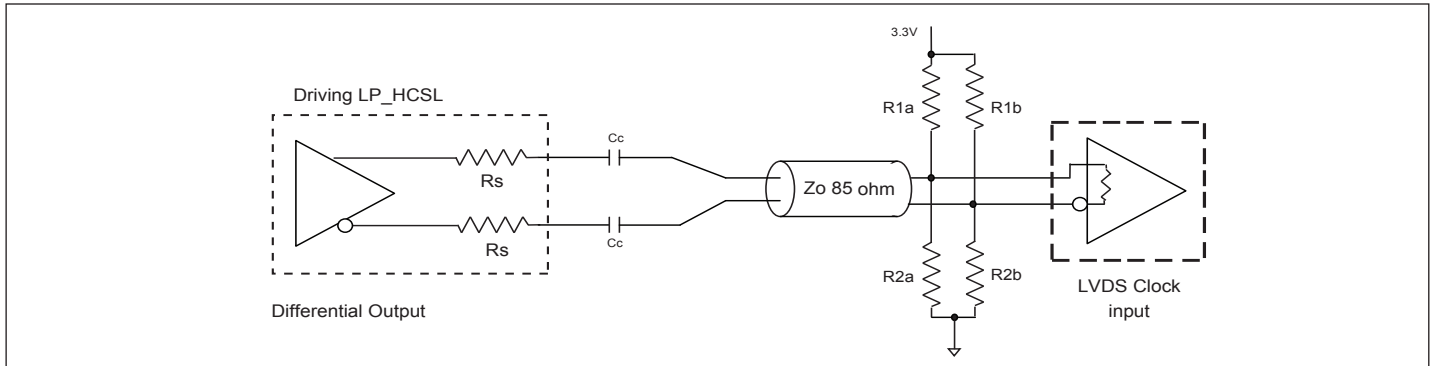 3.3V
Driving LP_HCSL
R1a
R1b
Cc
Rs
Zo 85 ohm
Rs
Cc
R2a
R2b
LVDS Clock
input
Differential Output